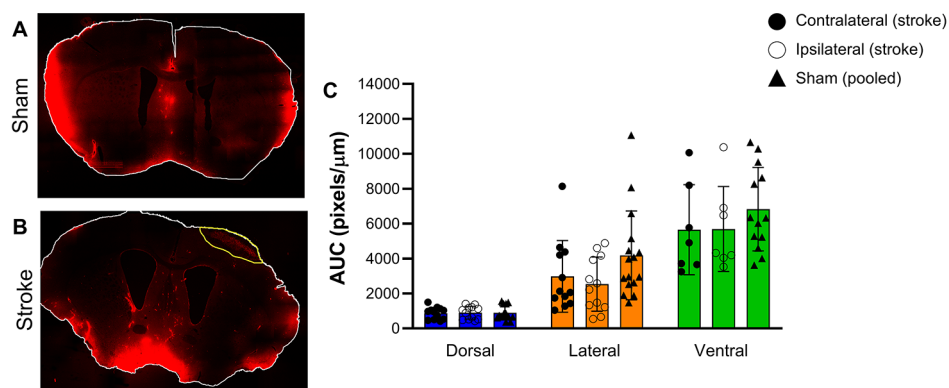 A
Sham
B
Stroke
C
Contralateral (stroke)
Ipsilateral (stroke)
Sham (pooled)
AUC (pixels/μm)
14000
12000
10000
8000
6000
4000
2000
0
Dorsal
Lateral
Ventral